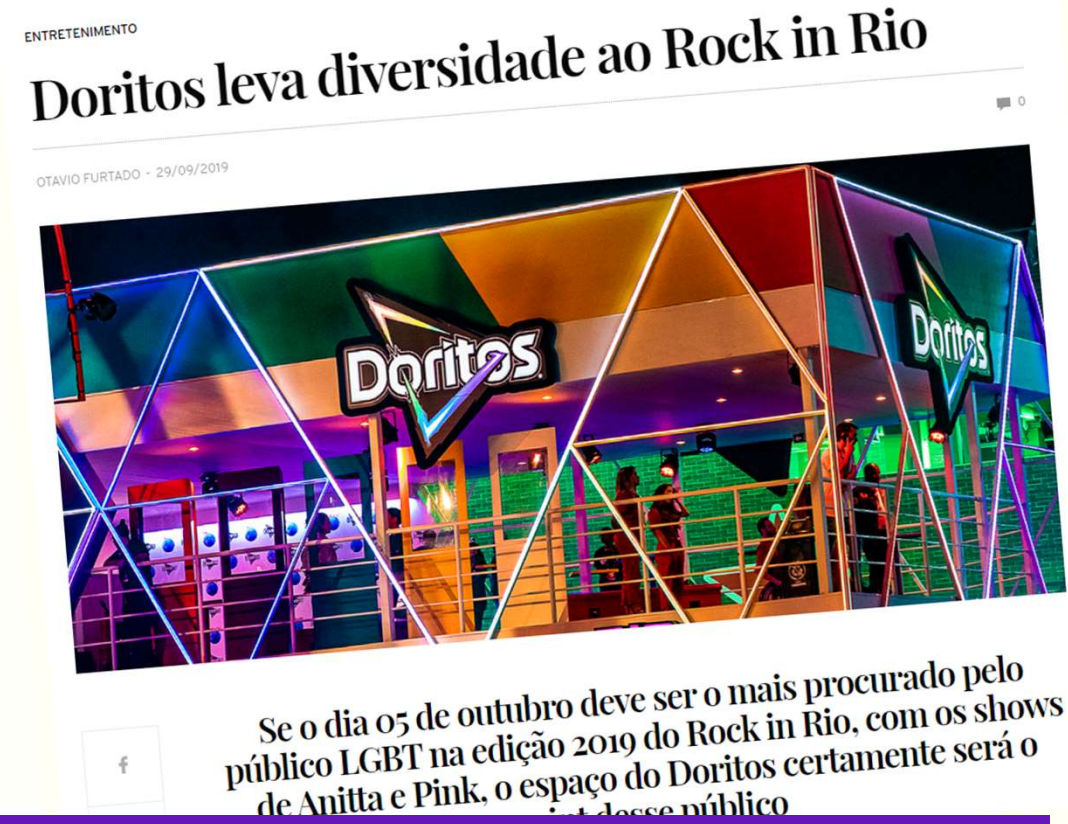 ENTRETENIMENTO
Doritos leva diversidade ao Rock in Rio
0
OTAVIO FURTADO - 29/09/2019
Doritos
Doritos
f
Se o dia 05 de outubro deve ser o mais procurado pelo
público LGBT na edição 2019 do Rock in Rio, com os shows
de Anitta e Pink, o espaço do Doritos certamente será o
desse público